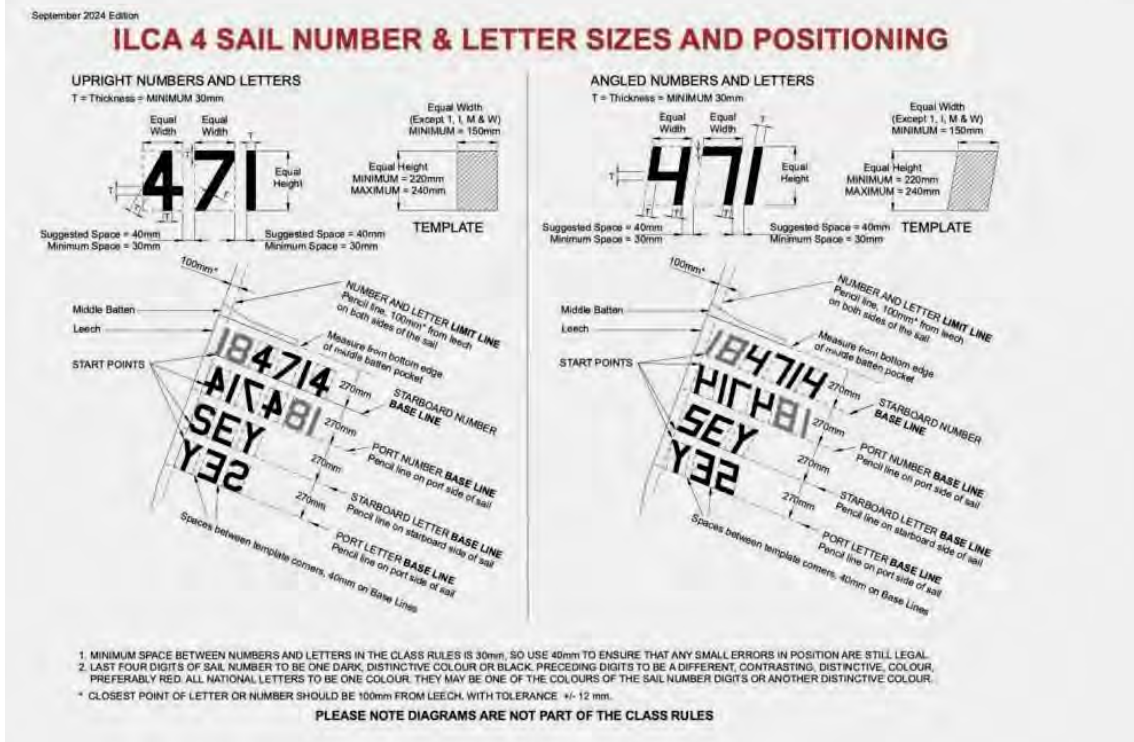 September 2024 Edition
ILCA 4 SAIL NUMBER & LETTER SIZES AND POSITIONING
UPRIGHT NUMBERS AND LETTERS
T = Thickness = MINIMUM 30mm
Equal
Width
Equal
Width
T
Equal Width
(Except 1, I, M & W)
MINIMUM = 150mm
471
T
T
T
T
T
Equal
Height
Equal Height
MINIMUM = 220mm
MAXIMUM = 240mm
Suggested Space = 40mm
Minimum Space = 30mm
Suggested Space = 40mm
Minimum Space = 30mm
TEMPLATE
100mm*
Middle Batten
Leech
START POINTS
NUMBER AND LETTER LIMIT LINE
Pencil line, 100mm* from leech
on both sides of the sail
Measure from bottom edge
of middle batten pocket
184714
184714
SEY
SEY
270mm
270mm
270mm
270mm
STARBOARD NUMBER
BASE LINE
PORT NUMBER BASE LINE
Pencil line on port side of sail
STARBOARD LETTER BASE LINE
Pencil line on starboard side of sail
PORT LETTER BASE LINE
Pencil line on port side of sail
Spaces between template corners, 40mm on Base Lines
ANGLED NUMBERS AND LETTERS
T = Thickness = MINIMUM 30mm
Equal
Width
Equal
Width
T
Equal Width
(Except 1, I, M & W)
MINIMUM = 150mm
471
T
T
T
Equal
Height
Equal Height
MINIMUM = 220mm
MAXIMUM = 240mm
Suggested Space = 40mm
Minimum Space = 30mm
Suggested Space = 40mm
Minimum Space = 30mm
TEMPLATE
100mm*
Middle Batten
Leech
START POINTS
NUMBER AND LETTER LIMIT LINE
Pencil line, 100mm* from leech
on both sides of the sail
Measure from bottom edge
of middle batten pocket
184714
184714
SEY
SEY
270mm
270mm
270mm
270mm
STARBOARD NUMBER
BASE LINE
PORT NUMBER BASE LINE
Pencil line on port side of sail
STARBOARD LETTER BASE LINE
Pencil line on starboard side of sail
PORT LETTER BASE LINE
Pencil line on port side of sail
Spaces between template corners, 40mm on Base Lines
1. MINIMUM SPACE BETWEEN NUMBERS AND LETTERS IN THE CLASS RULES IS 30mm, SO USE 40mm TO ENSURE THAT ANY SMALL ERRORS IN POSITION ARE STILL LEGAL.
2. LAST FOUR DIGITS OF SAIL NUMBER TO BE ONE DARK, DISTINCTIVE COLOUR OR BLACK. PRECEDING DIGITS TO BE A DIFFERENT, CONTRASTING, DISTINCTIVE, COLOUR,
PREFERABLY RED. ALL NATIONAL LETTERS TO BE ONE COLOUR. THEY MAY BE ONE OF THE COLOURS OF THE SAIL NUMBER DIGITS OR ANOTHER DISTINCTIVE COLOUR.
* CLOSEST POINT OF LETTER OR NUMBER SHOULD BE 100mm FROM LEECH. WITH TOLERANCE +/- 12 mm.
PLEASE NOTE DIAGRAMS ARE NOT PART OF THE CLASS RULES